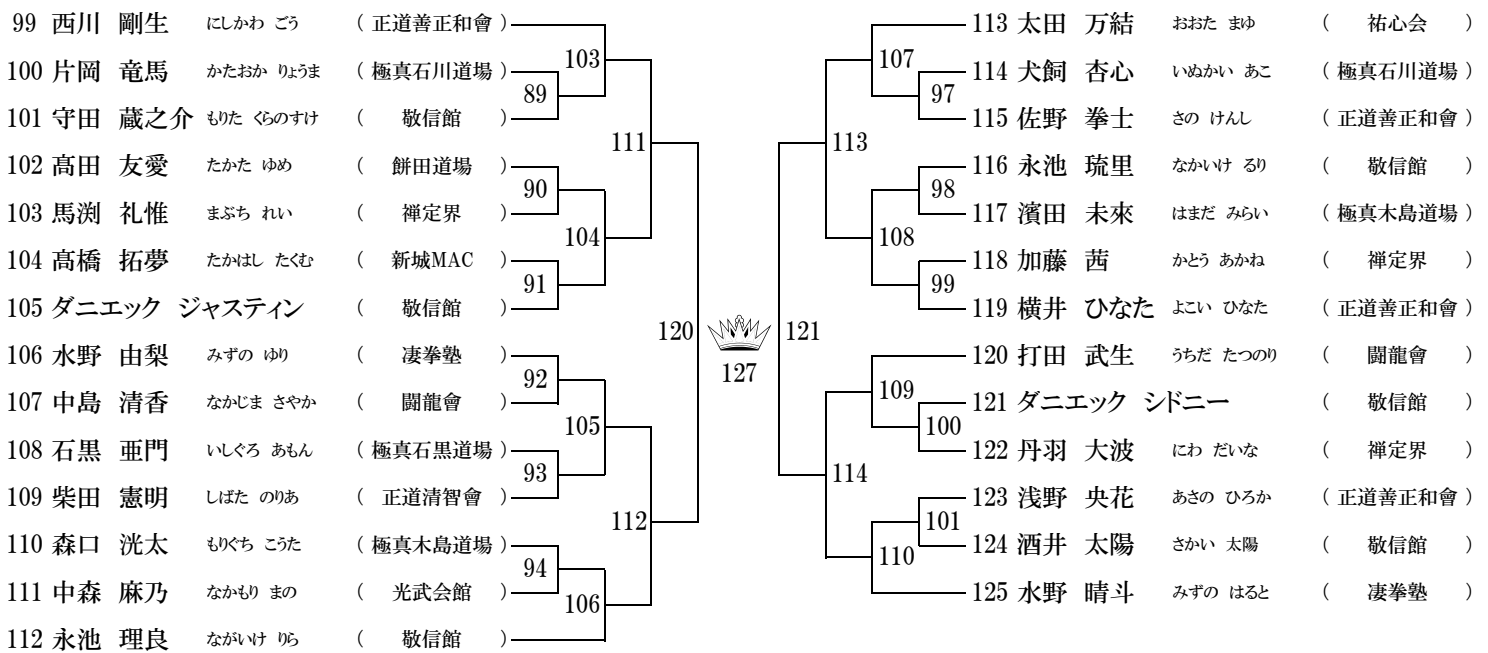 99 西川 剛生 にしかわ ごう ( 正道善正和會 )
100 片岡 竜馬 かたおか りょうま ( 極真石川道場 )
101 守田 蔵之介 もりた くらのすけ ( 敬信館 )
102 髙田 友愛 たかた ゆめ ( 餅田道場 )
103 馬渕 礼惟 まぶち れい ( 禅定界 )
104 高橋 拓夢 たかはし たくむ ( 新城MAC )
105 ダニエック ジャスティン ( 敬信館 )
106 水野 由梨 みずの ゆり ( 凄拳塾 )
107 中島 清香 なかじま さやか ( 闘龍會 )
108 石黒 亜門 いしぐろ あもん ( 極真石黒道場 )
109 柴田 憲明 しばた のりあ ( 正道清智會 )
110 森口 洸太 もりぐち こうた ( 極真木島道場 )
111 中森 麻乃 なかもり まの ( 光武会館 )
112 永池 理良 ながいけ りら ( 敬信館 )
103
89
111
90
104
91
120
92
105
93
112
94
106
127
121
107
97
113
98
108
99
109
100
114
101
110
113 太田 万結 おおた まゆ ( 祐心会 )
114 犬飼 杏心 いぬかい あこ ( 極真石川道場 )
115 佐野 拳士 さの けんし ( 正道善正和會 )
116 永池 琉里 なかいけ るり ( 敬信館 )
117 濱田 未來 はまだ みらい ( 極真木島道場 )
118 加藤 茜 かとう あかね ( 禅定界 )
119 横井 ひなた よこい ひなた ( 正道善正和會 )
120 打田 武生 うちだ たつのり ( 闘龍會 )
121 ダニエック シドニー ( 敬信館 )
122 丹羽 大波 にわ だいな ( 禅定界 )
123 浅野 央花 あさの ひろか ( 正道善正和會 )
124 酒井 太陽 さかい 太陽 ( 敬信館 )
125 水野 晴斗 みずの はると ( 凄拳塾 )